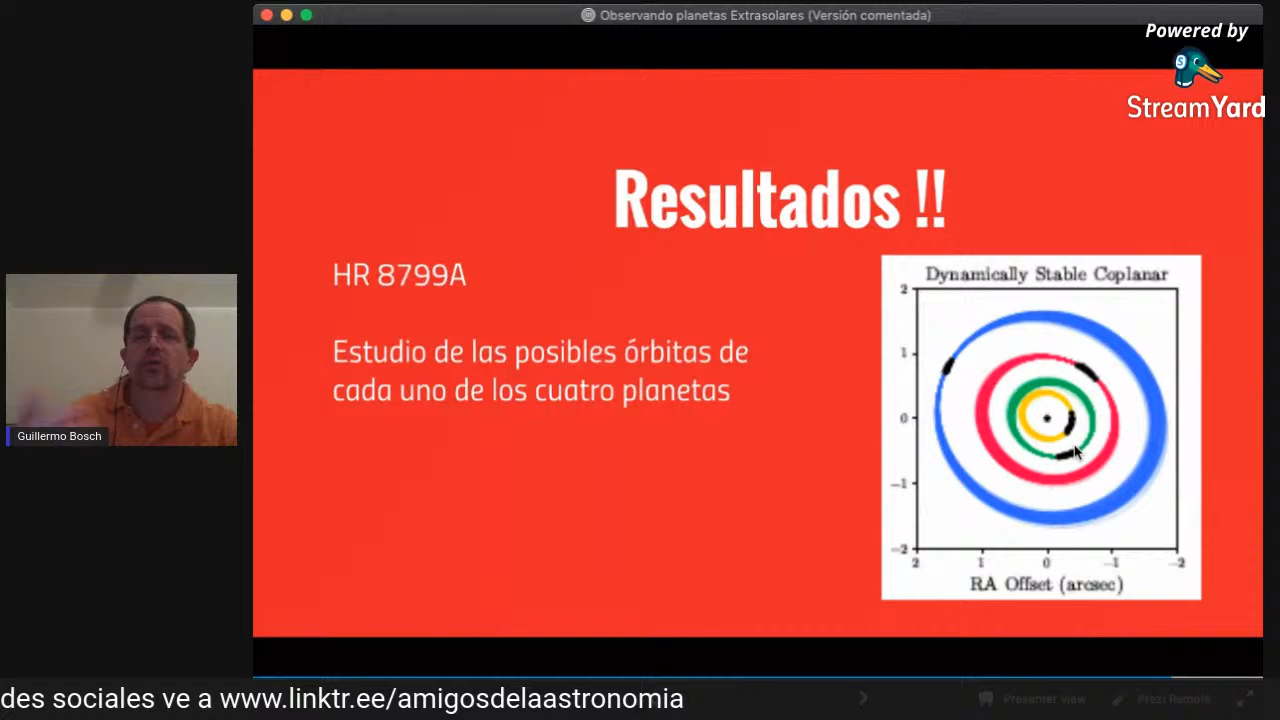 Observando planetas Extrasolares (Versión comentada)
Powered by
StreamYard
Resultados !!
HR 8799A
Estudio de las posibles órbitas de
cada uno de los cuatro planetas
Dynamically Stable Coplanar
2
1
0
−1
−2
2 1 0 −1 −2
RA Offset (arcsec)
Guillermo Bosch
des sociales ve a www.linktr.ee/amigosdelaastronomia
Presenter view
Prezi Remote